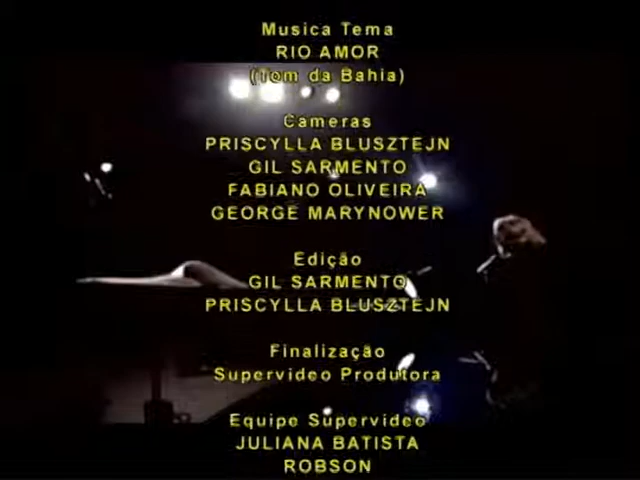 Musica Tema
RIO AMOR
(Tom da Bahia)
Cameras
PRISCYLLA BLUSZTEJN
GIL SARMENTO
FABIANO OLIVEIRA
GEORGE MARYNOWER
Edição
GIL SARMENTO
PRISCYLLA BLUSZTEJN
Finalização
Supervideo Produtora
Equipe Supervideo
JULIANA BATISTA
ROBSON